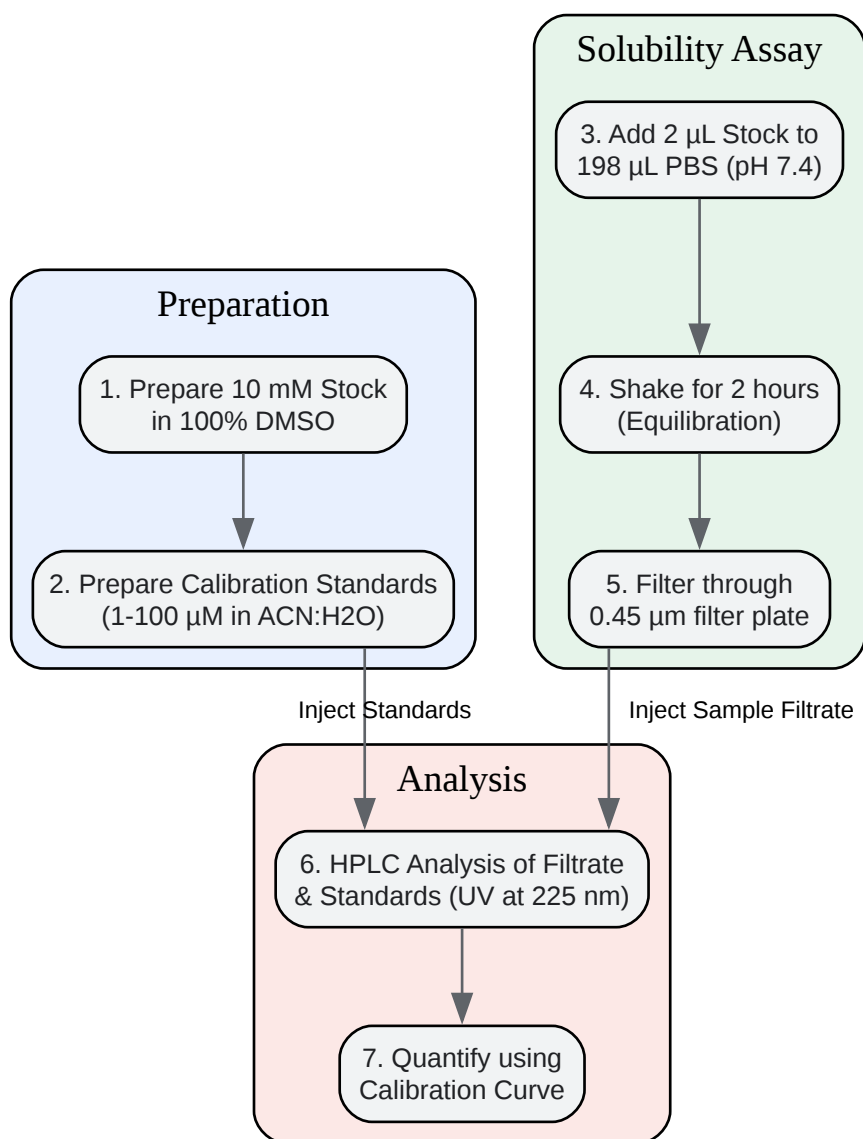 Preparation
1. Prepare 10 mM Stock
in 100% DMSO
2. Prepare Calibration Standards
(1-100 µM in ACN:H2O)
Solubility Assay
3. Add 2 µL Stock to
198 µL PBS (pH 7.4)
4. Shake for 2 hours
(Equilibration)
5. Filter through
0.45 µm filter plate
Inject Standards
Inject Sample Filtrate
Analysis
6. HPLC Analysis of Filtrate
& Standards (UV at 225 nm)
7. Quantify using
Calibration Curve